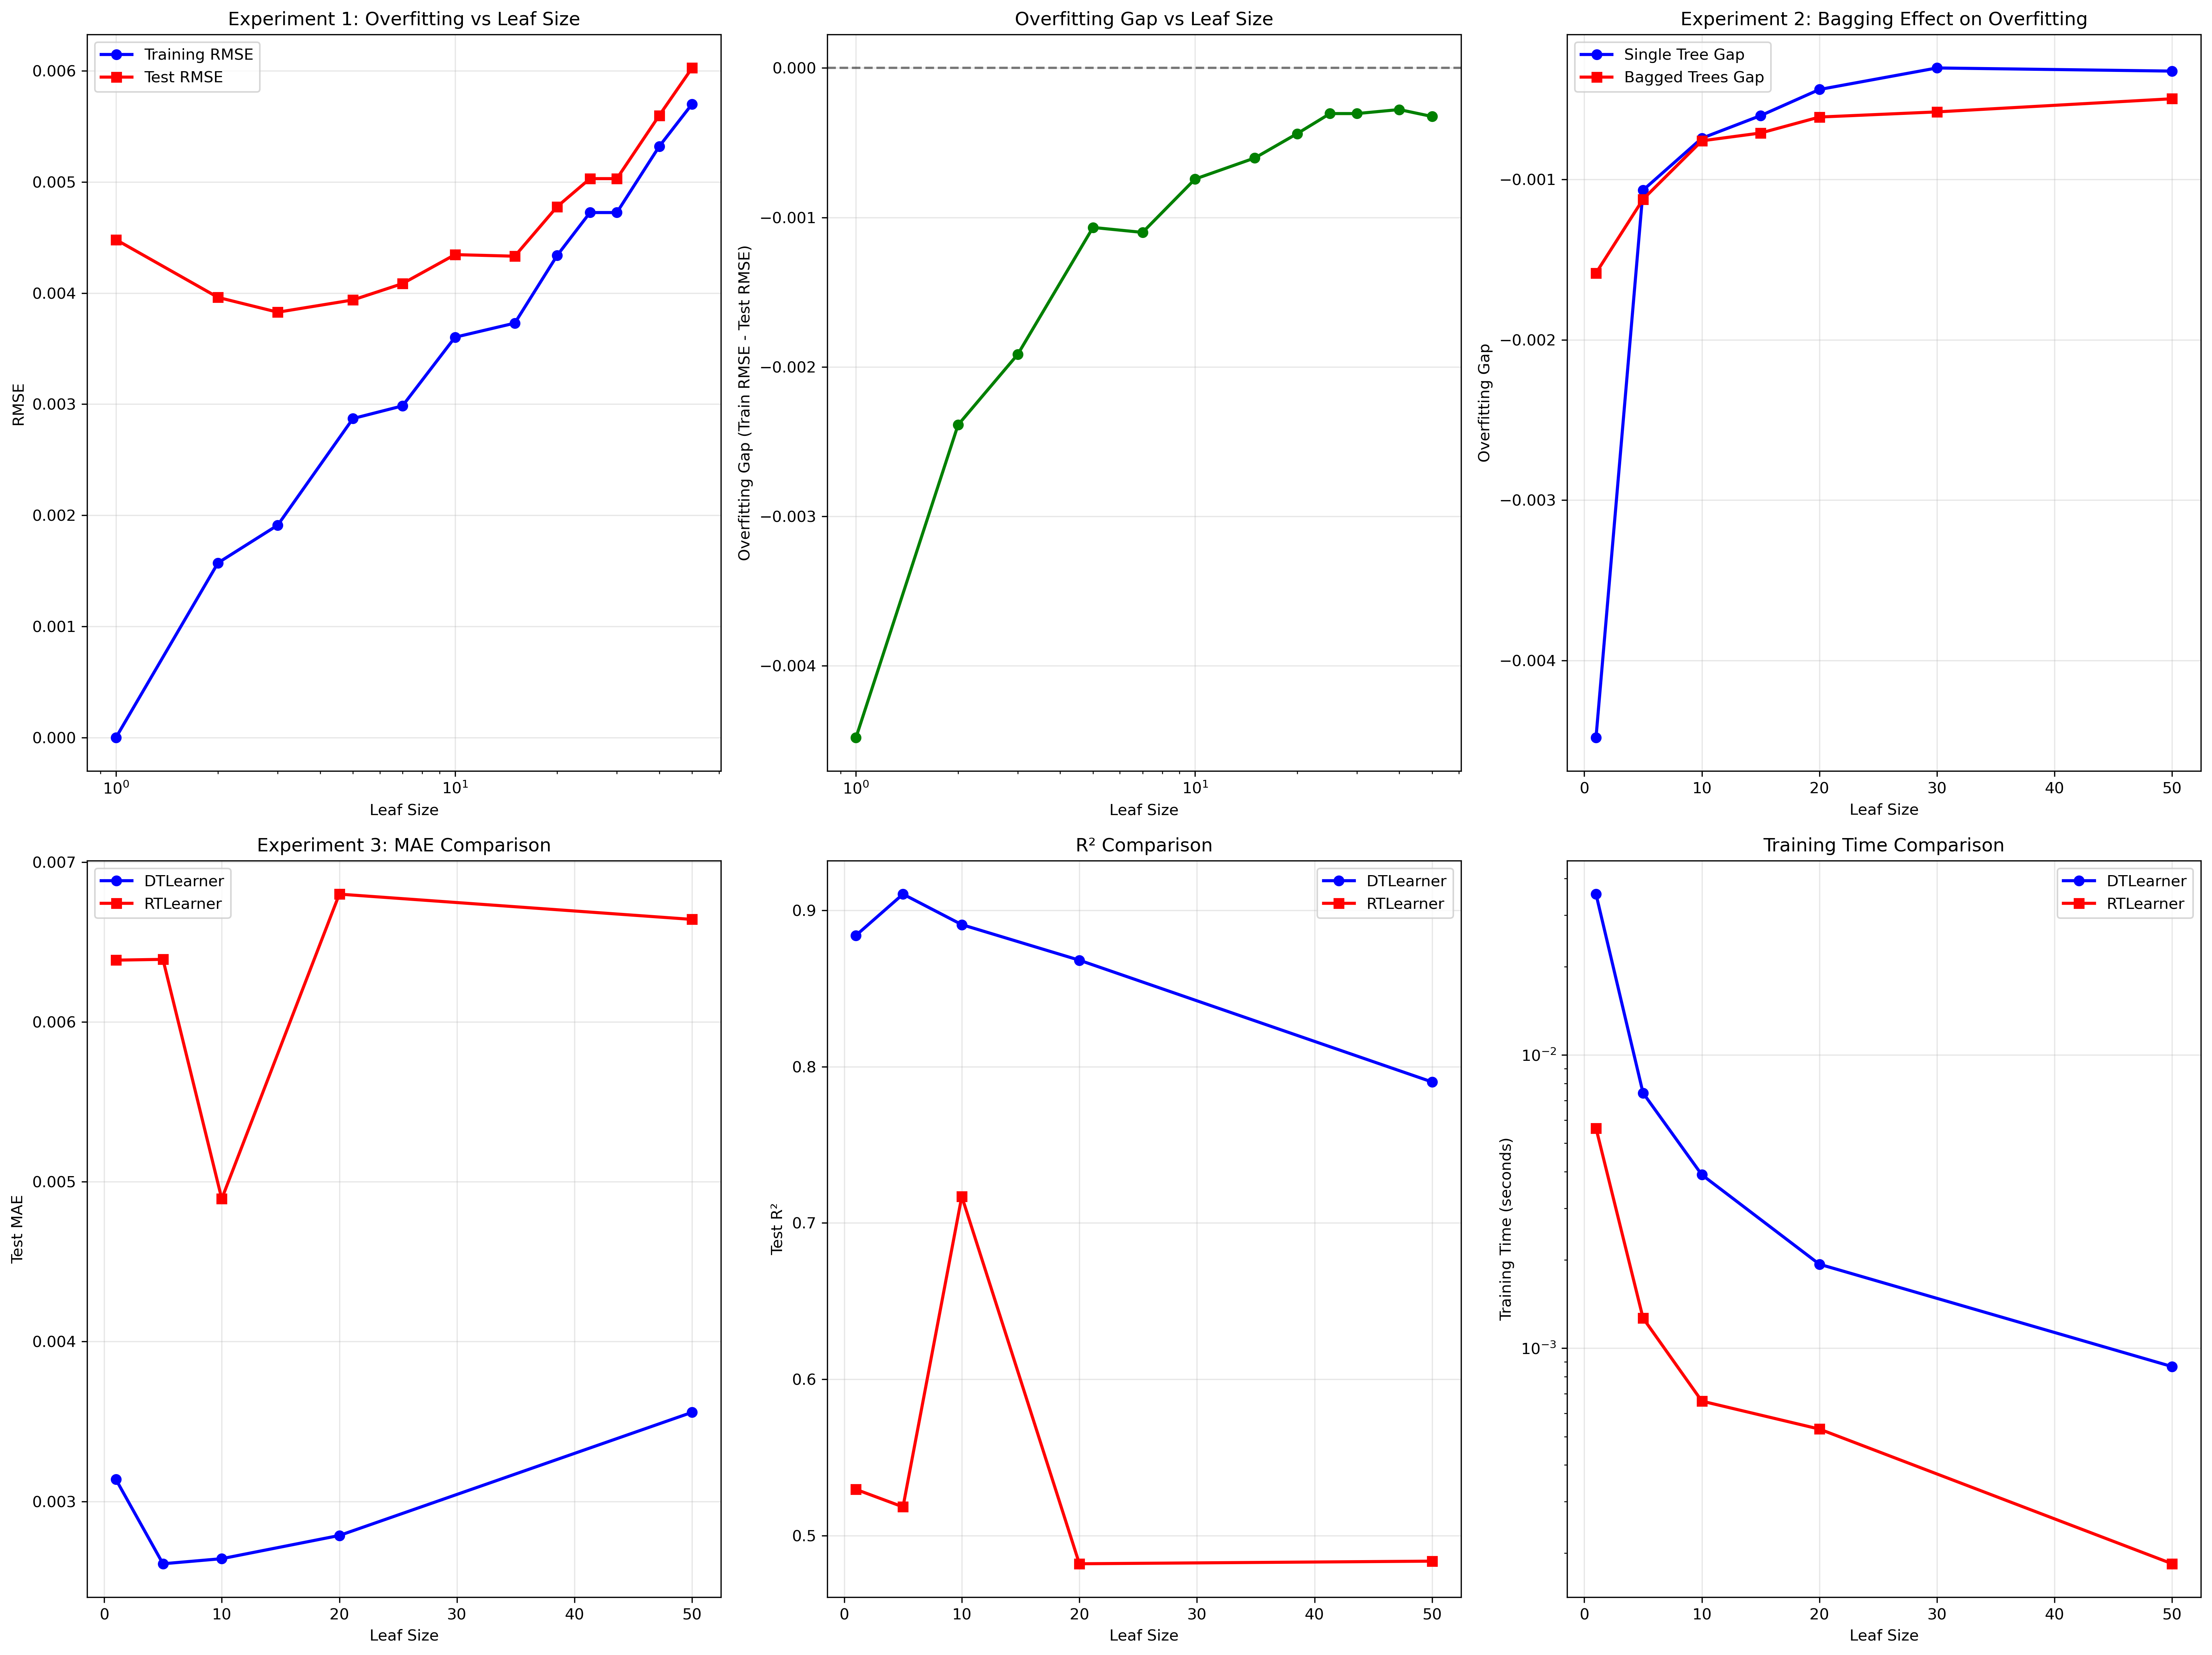 Experiment 1: Overfitting vs Leaf Size
Training RMSE
Test RMSE
RMSE
0.006
0.005
0.004
0.003
0.002
0.001
0.000
10⁰
10¹
Leaf Size
Overfitting Gap vs Leaf Size
Overfitting Gap (Train RMSE - Test RMSE)
0.000
−0.001
−0.002
−0.003
−0.004
10⁰
10¹
Leaf Size
Experiment 2: Bagging Effect on Overfitting
Single Tree Gap
Bagged Trees Gap
Overfitting Gap
−0.001
−0.002
−0.003
−0.004
0
10
20
30
40
50
Leaf Size
Experiment 3: MAE Comparison
DTLearner
RTLearner
Test MAE
0.007
0.006
0.005
0.004
0.003
0
10
20
30
40
50
Leaf Size
R² Comparison
DTLearner
RTLearner
Test R²
0.9
0.8
0.7
0.6
0.5
0
10
20
30
40
50
Leaf Size
Training Time Comparison
DTLearner
RTLearner
Training Time (seconds)
10⁻²
10⁻³
0
10
20
30
40
50
Leaf Size